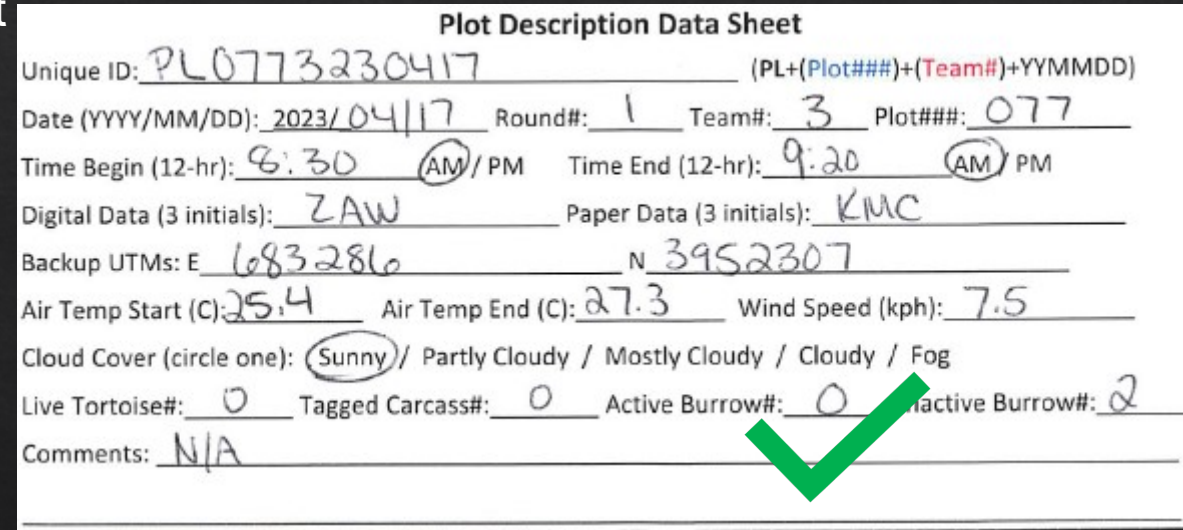 Plot Description Data Sheet
Unique ID: PL0773230417 (PL+(Plot###)+(Team#)+YYMMDD)
Date (YYYY/MM/DD): 2023/04/17 Round#: 1 Team#: 3 Plot###: 077
Time Begin (12-hr): 8:30 AM / PM Time End (12-hr): 9:20 AM / PM
Digital Data (3 initials): ZAW Paper Data (3 initials): KMC
Backup UTMs: E 683286 N 3952307
Air Temp Start (C): 25.4 Air Temp End (C): 27.3 Wind Speed (kph): 7.5
Cloud Cover (circle one): Sunny / Partly Cloudy / Mostly Cloudy / Cloudy / Fog
Live Tortoise#: 0 Tagged Carcass#: 0 Active Burrow#: 0 nactive Burrow#: 2
Comments: N/A